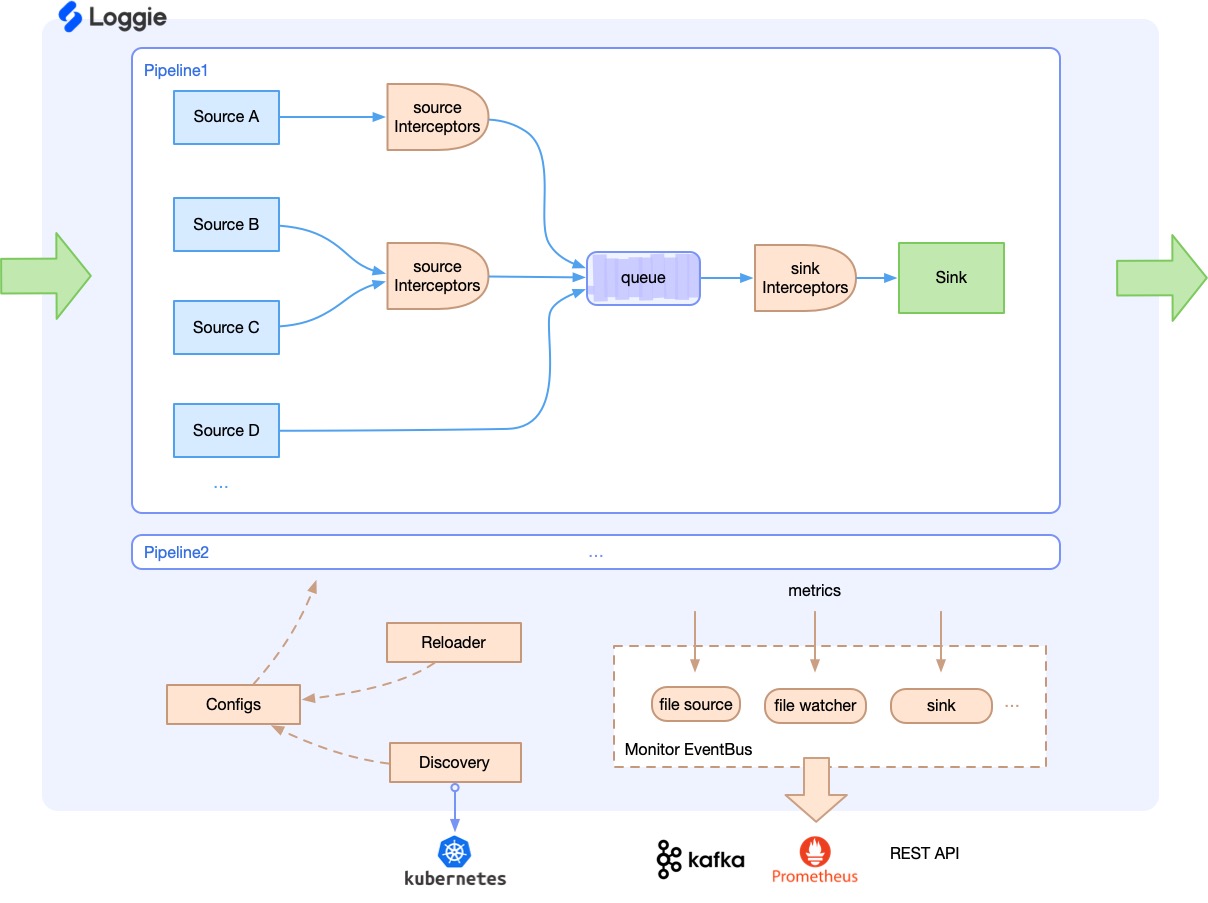 Loggie
Pipeline1
Source A
source
Interceptors
Source B
source
Interceptors
queue
sink
Interceptors
Sink
Source C
Source D
...
Pipeline2
...
metrics
Reloader
Configs
Discovery
file source
file watcher
sink
...
Monitor EventBus
kubernetes
kafka
Prometheus
REST API